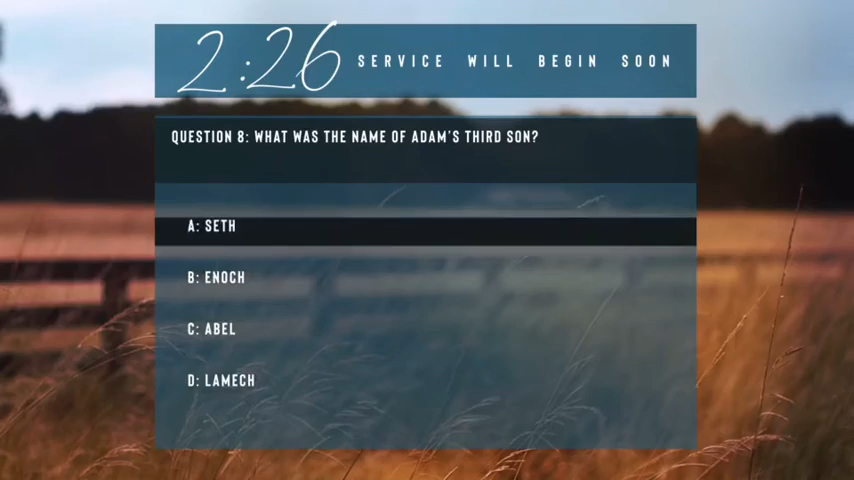 2:26 SERVICE WILL BEGIN SOON
QUESTION 8: WHAT WAS THE NAME OF ADAM'S THIRD SON?
A: SETH
B: ENOCH
C: ABEL
D: LAMECH